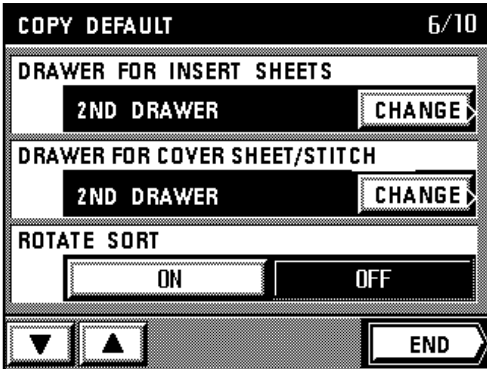 COPY DEFAULT 6/10
DRAWER FOR INSERT SHEETS
2ND DRAWER CHANGE
DRAWER FOR COVER SHEET/STITCH
2ND DRAWER CHANGE
ROTATE SORT
ON OFF
▼ ▲ END